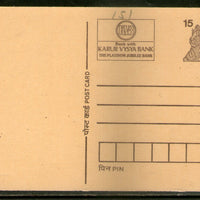 151
Bank with
KARUR VYSYA BANK
THE PLATINUM JUBILEE BANK
15
पोस्ट कार्ड POST CARD
पिन PIN